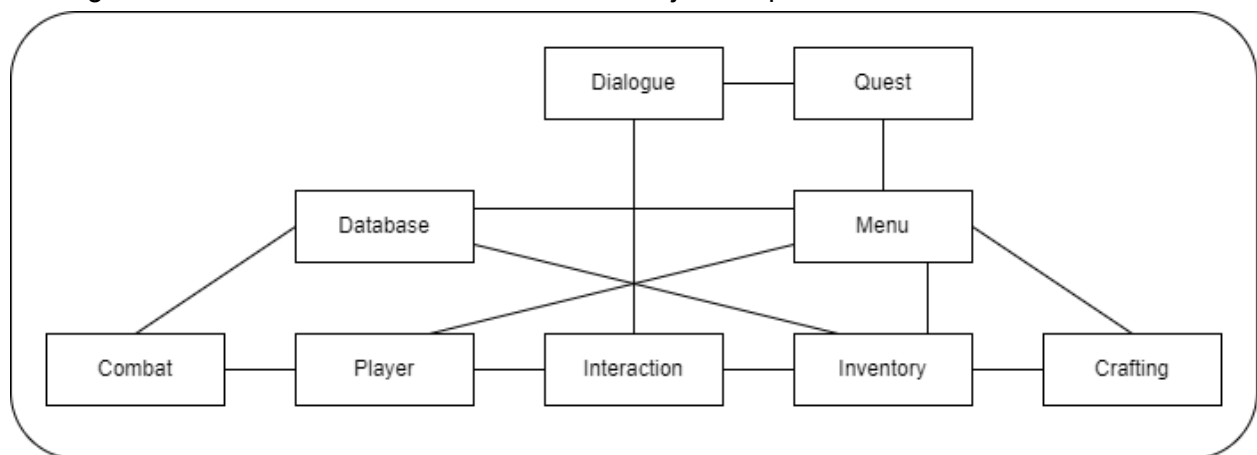 Dialogue
Quest
Database
Menu
Combat
Player
Interaction
Inventory
Crafting